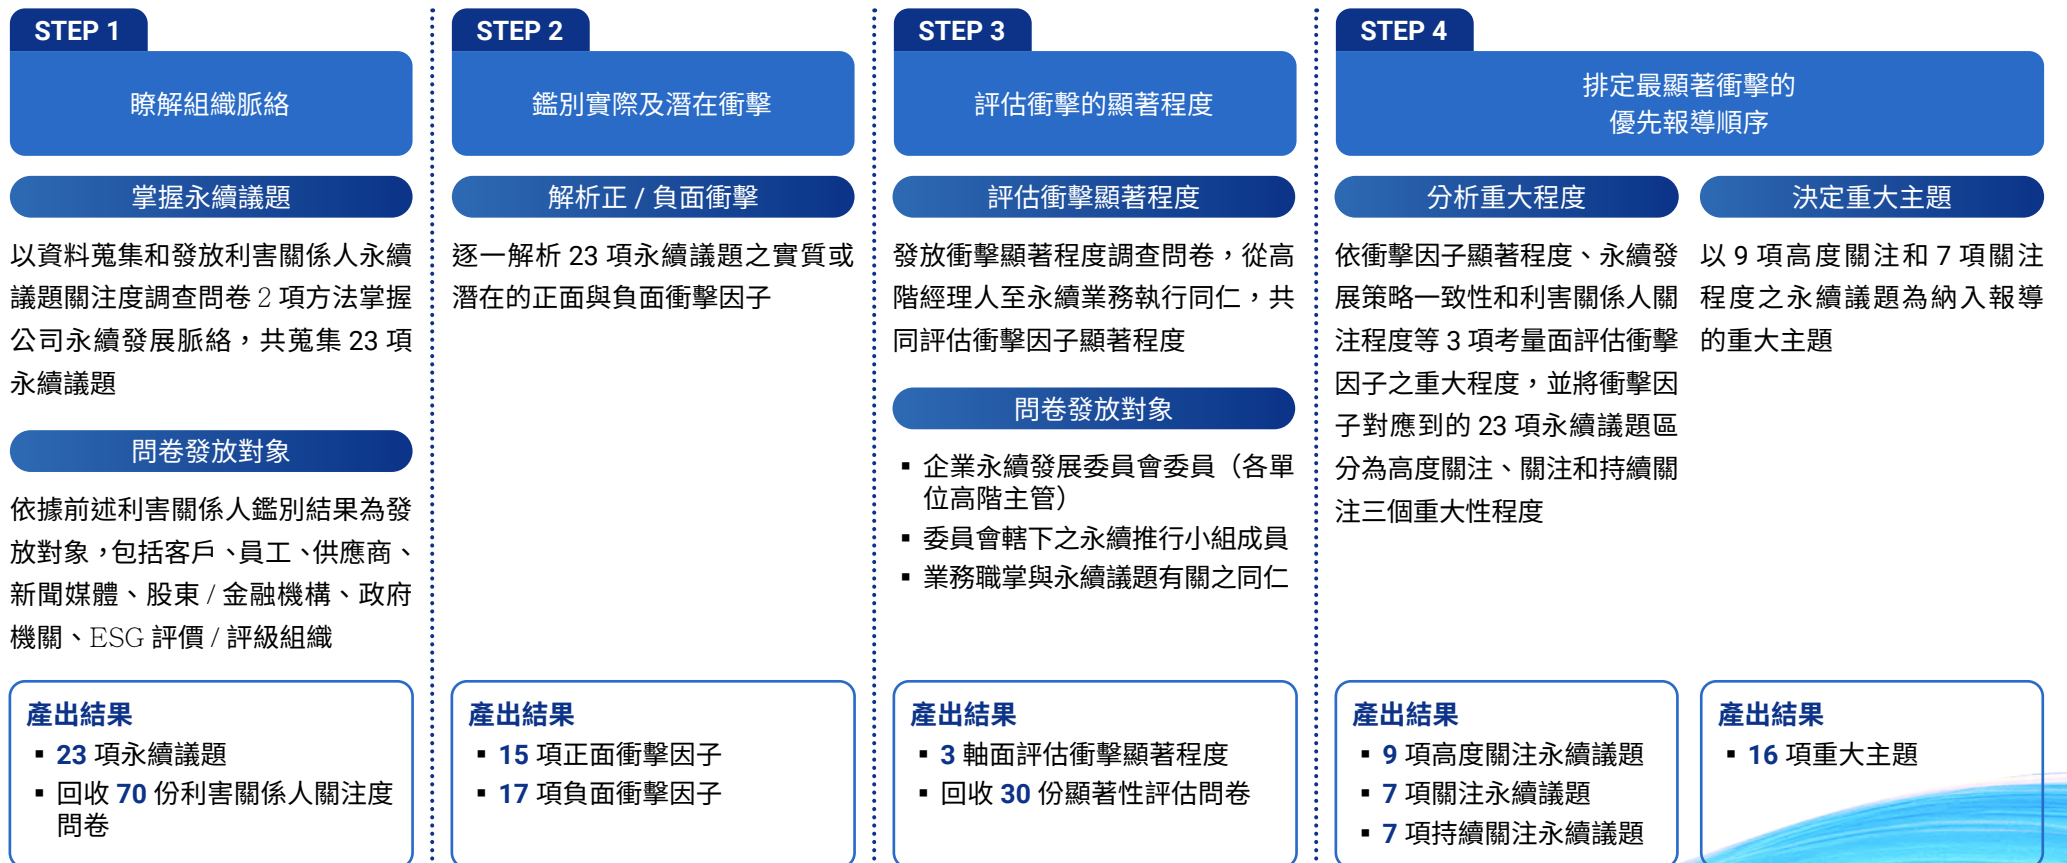 STEP 1
瞭解組織脈絡
掌握永續議題
以資料蒐集和發放利害關係人永續
議題關注度調查問卷 2 項方法掌握
公司永續發展脈絡，共蒐集 23 項
永續議題
問卷發放對象
依據前述利害關係人鑑別結果為發
放對象，包括客戶、員工、供應商、
新聞媒體、股東 / 金融機構、政府
機關、ESG 評價 / 評級組織
產出結果
▪ 23 項永續議題
▪ 回收 70 份利害關係人關注度
問卷
STEP 2
鑑別實際及潛在衝擊
解析正 / 負面衝擊
逐一解析 23 項永續議題之實質或
潛在的正面與負面衝擊因子
產出結果
▪ 15 項正面衝擊因子
▪ 17 項負面衝擊因子
STEP 3
評估衝擊的顯著程度
評估衝擊顯著程度
發放衝擊顯著程度調查問卷，從高
階經理人至永續業務執行同仁，共
同評估衝擊因子顯著程度
問卷發放對象
▪ 企業永續發展委員會委員（各單
位高階主管）
▪ 委員會轄下之永續推行小組成員
▪ 業務職掌與永續議題有關之同仁
產出結果
▪ 3 軸面評估衝擊顯著程度
▪ 回收 30 份顯著性評估問卷
STEP 4
排定最顯著衝擊的
優先報導順序
分析重大程度
依衝擊因子顯著程度、永續發
展策略一致性和利害關係人關
注程度等 3 項考量面評估衝擊
因子之重大程度，並將衝擊因
子對應到的 23 項永續議題區
分為高度關注、關注和持續關
注三個重大性程度
產出結果
▪ 9 項高度關注永續議題
▪ 7 項關注永續議題
▪ 7 項持續關注永續議題
決定重大主題
以 9 項高度關注和 7 項關注
程度之永續議題為納入報導
的重大主題
產出結果
▪ 16 項重大主題